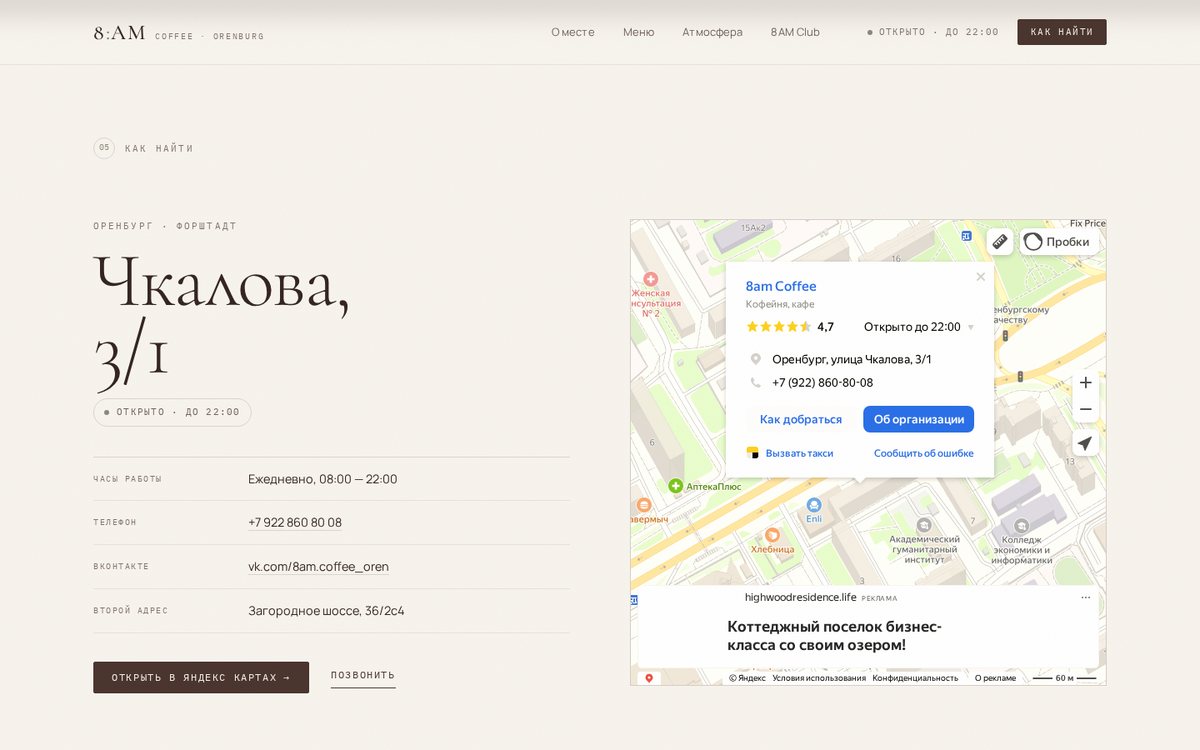 8:AM COFFEE · ORENBURG
О месте Меню Атмосфера 8AM Club ОТКРЫТО · ДО 22:00 КАК НАЙТИ
05 КАК НАЙТИ
ОРЕНБУРГ · ФОРШТАДТ
Чкалова,
3/1
ОТКРЫТО · ДО 22:00
ЧАСЫ РАБОТЫ Ежедневно, 08:00 — 22:00
ТЕЛЕФОН +7 922 860 80 08
ВКОНТАКТЕ vk.com/8am.coffee_oren
ВТОРОЙ АДРЕС Загородное шоссе, 36/2с4
ОТКРЫТЬ В ЯНДЕКС КАРТАХ → ПОЗВОНИТЬ
Fix Price
15Ак2
Пробки
16
Женская
нсультация
№ 2
енбургскому
ачеству
8am Coffee
Кофейня, кафе
4,7 Открыто до 22:00
Оренбург, улица Чкалова, 3/1
+7 (922) 860-80-08
Как добраться Об организации
Вызвать такси Сообщить об ошибке
6
13
АптекаПлюс
авермыч
Enli
7
Хлебница
Академический
гуманитарный
институт
Колледж
экономики и
информатики
3
highwoodresidence.life РЕКЛАМА
Коттеджный поселок бизнес-
класса со своим озером!
© Яндекс Условия использования Конфиденциальность О рекламе 60 м